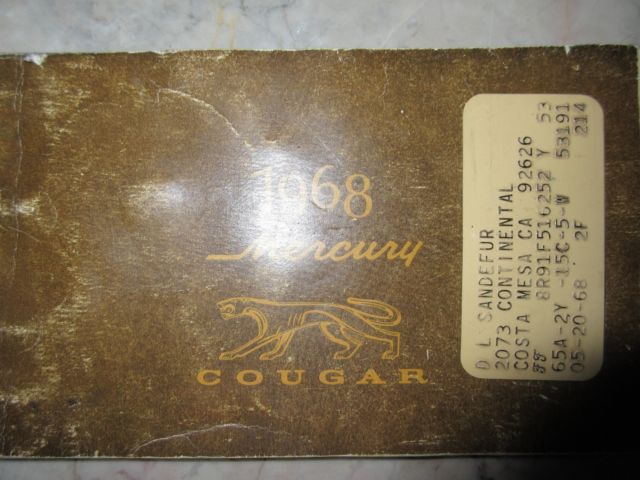 1968
Mercury
COUGAR
D L SANDEFUR
2073 CONTINENTAL
COSTA MESA CA 92626
8R91F516252 Y 53
65A-2Y -15C-5-W 53191
05-20-68 2F 214